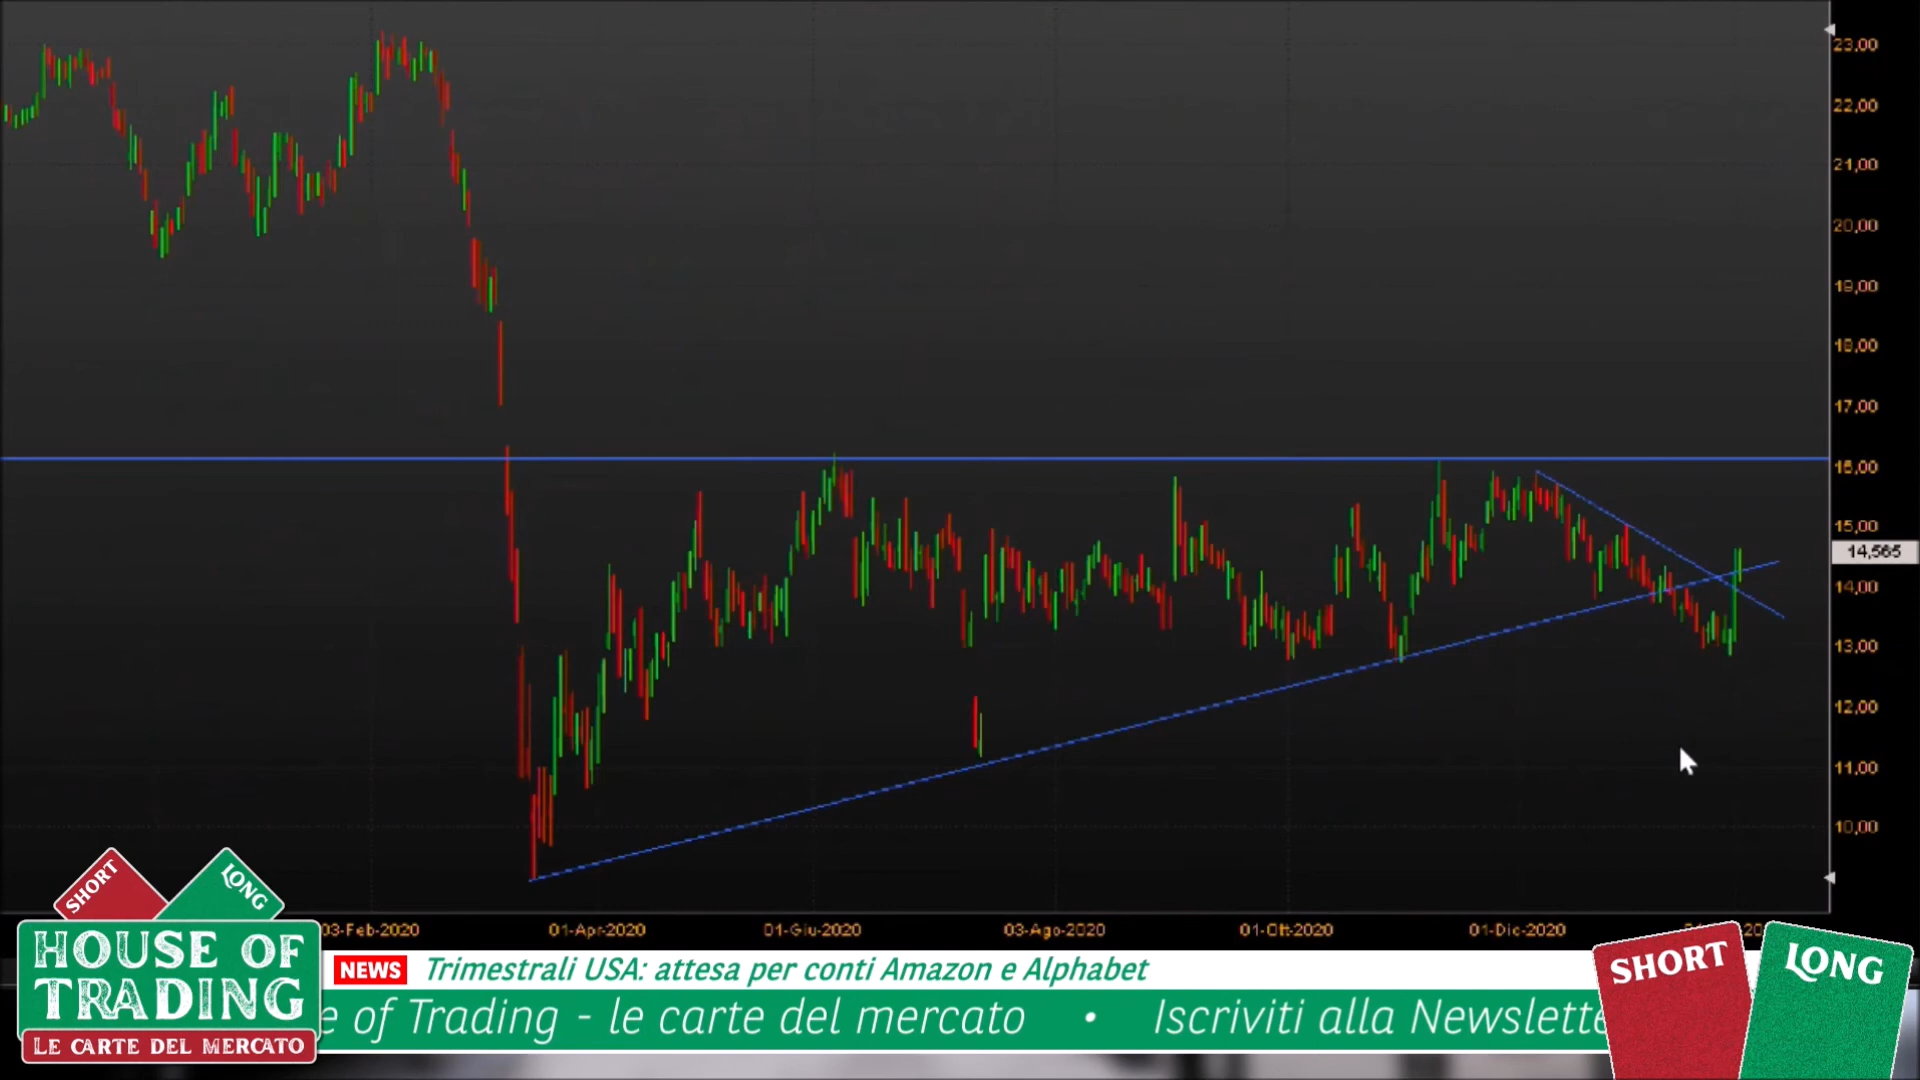 23,00
22,00
21,00
20,00
19,00
18,00
17,00
16,00
15,00
14,565
14,00
13,00
12,00
11,00
10,00
03-Feb-2020
01-Apr-2020
01-Giu-2020
03-Ago-2020
01-Ott-2020
01-Dic-2020
SHORT
LONG
HOUSE OF
TRADING
LE CARTE DEL MERCATO
NEWS Trimestrali USA: attesa per conti Amazon e Alphabet
e of Trading - le carte del mercato • Iscriviti alla Newslette
SHORT
LONG